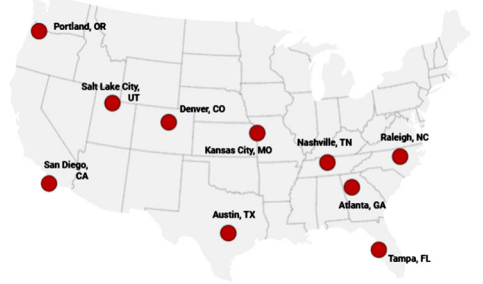 Portland, OR
Salt Lake City,
UT
Denver, CO
Kansas City, MO
Nashville, TN
Raleigh, NC
San Diego,
CA
Atlanta, GA
Austin, TX
Tampa, FL